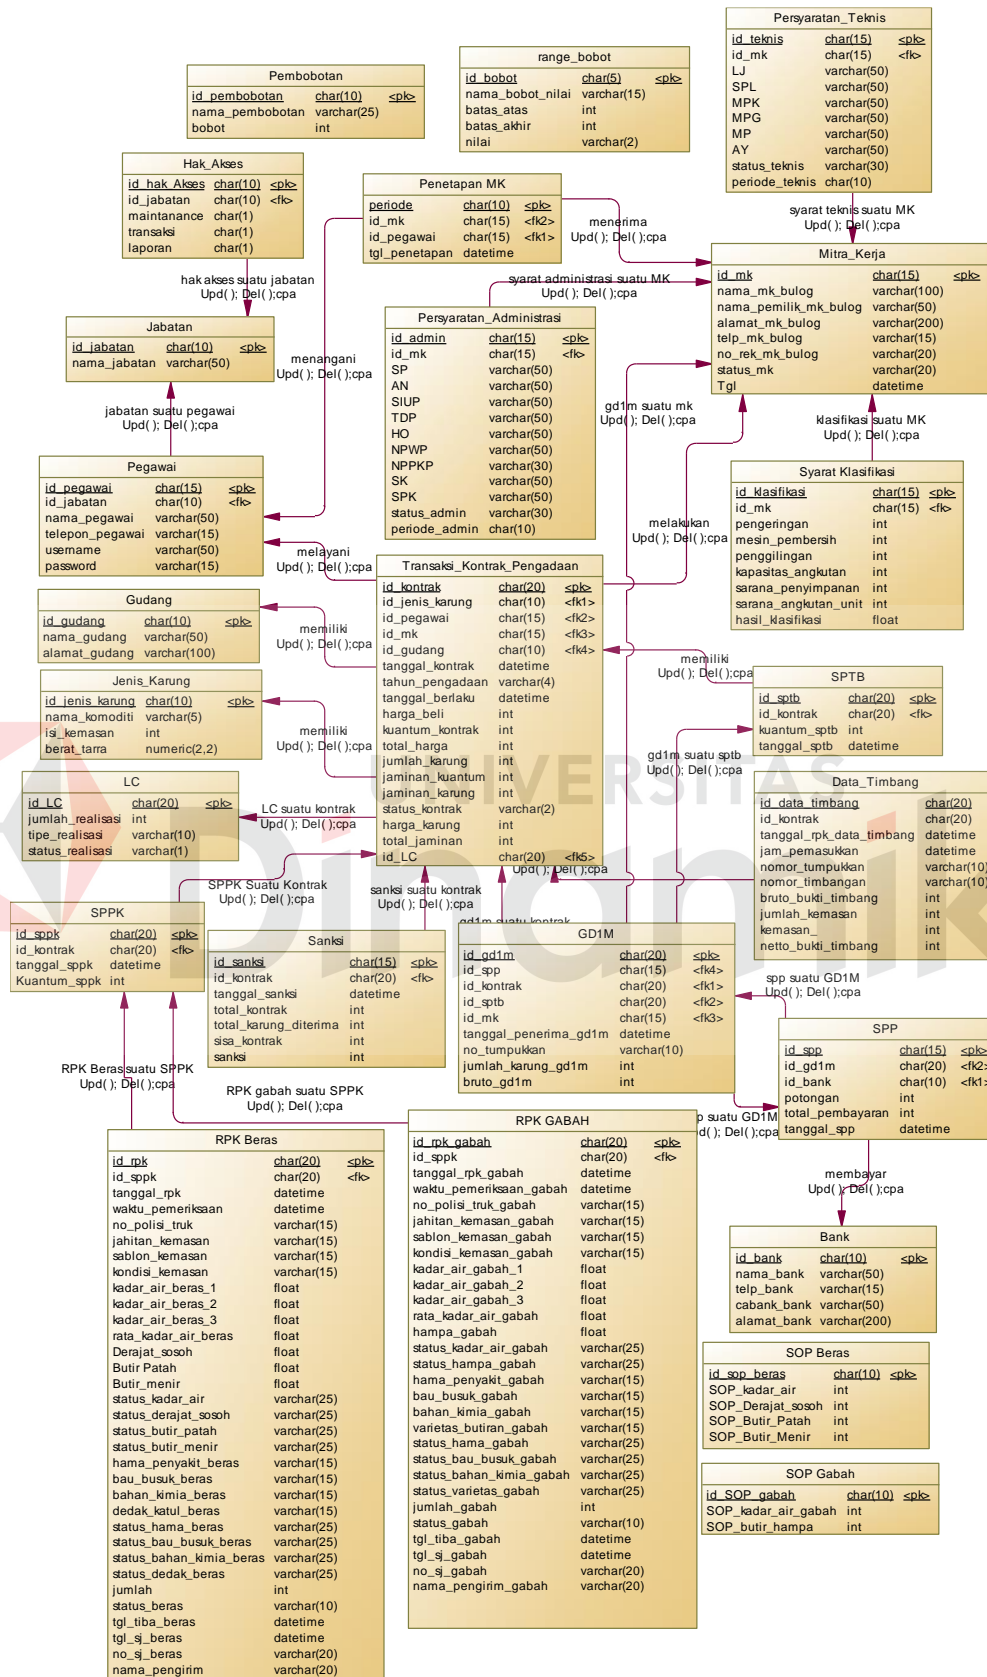 Persyaratan_Teknis
id_teknis char(15) <pk>
id_mk char(15) <fk>
LJ varchar(50)
SPL varchar(50)
MPK varchar(50)
MPG varchar(50)
MP varchar(50)
AY varchar(50)
status_teknis varchar(30)
periode_teknis char(10)
range_bobot
id_bobot char(5) <pk>
nama_bobot_nilai varchar(15)
batas_atas int
batas_akhir int
nilai varchar(2)
Pembobotan
id_pembobotan char(10) <pk>
nama_pembobotan varchar(25)
bobot int
Hak_Akses
id_hak_Akses char(10) <pk>
id_jabatan char(10) <fk>
maintanance char(1)
transaksi char(1)
laporan char(1)
Penetapan MK
periode char(10) <pk>
id_mk char(15) <fk2>
id_pegawai char(15) <fk1>
tgl_penetapan datetime
menerima
Upd( ); Del( );cpa
syarat teknis suatu MK
Upd( ); Del( );cpa
hak akses suatu jabatan
Upd( ); Del( );cpa
syarat administrasi suatu MK
Upd( ); Del( );cpa
Mitra_Kerja
id_mk char(15) <pk>
nama_mk_bulog varchar(100)
nama_pemilik_mk_bulog varchar(50)
alamat_mk_bulog varchar(200)
telp_mk_bulog varchar(15)
no_rek_mk_bulog varchar(20)
status_mk varchar(20)
Tgl datetime
Jabatan
id_jabatan char(10) <pk>
nama_jabatan varchar(50)
Persyaratan_Administrasi
id_admin char(15) <pk>
id_mk char(15) <fk>
SP varchar(50)
AN varchar(50)
SIUP varchar(50)
TDP varchar(50)
HO varchar(50)
NPWP varchar(50)
NPPKP varchar(30)
SK varchar(50)
SPK varchar(50)
status_admin varchar(30)
periode_admin char(10)
menangani
Upd( ); Del( );cpa
jabatan suatu pegawai
Upd( ); Del( );cpa
gd1m suatu mk
Upd( ); Del( );cpa
klasifikasi suatu MK
Upd( ); Del( );cpa
Pegawai
id_pegawai char(15) <pk>
id_jabatan char(10) <fk>
nama_pegawai varchar(50)
telepon_pegawai varchar(15)
username varchar(50)
password varchar(15)
Syarat Klasifikasi
id_klasifikasi char(15) <pk>
id_mk char(15) <fk>
pengeringan int
mesin_pembersih int
penggilingan int
kapasitas_angkutan int
sarana_penyimpanan int
sarana_angkutan_unit int
hasil_klasifikasi float
melakukan
Upd( ); Del( );cpa
melayani
Upd( ); Del( );cpa
Transaksi_Kontrak_Pengadaan
id_kontrak char(20) <pk>
id_jenis_karung char(10) <fk1>
id_pegawai char(15) <fk2>
id_mk char(15) <fk3>
id_gudang char(10) <fk4>
tanggal_kontrak datetime
tahun_pengadaan varchar(4)
tanggal_berlaku datetime
harga_beli int
kuantum_kontrak int
total_harga int
jumlah_karung int
jaminan_kuantum int
jaminan_karung int
status_kontrak varchar(2)
harga_karung int
total_jaminan int
id_LC char(20) <fk5>
Gudang
id_gudang char(10) <pk>
nama_gudang varchar(50)
alamat_gudang varchar(100)
memiliki
Upd( ); Del( );cpa
Jenis_Karung
id_jenis_karung char(10) <pk>
nama_komoditi varchar(5)
isi_kemasan int
berat_tarra numeric(2,2)
memiliki
Upd( ); Del( );cpa
memiliki
Upd( ); Del( );cpa
SPTB
id_sptb char(20) <pk>
id_kontrak char(20) <fk>
kuantum_sptb int
tanggal_sptb datetime
gd1m suatu sptb
Upd( ); Del( );cpa
LC
id_LC char(20) <pk>
jumlah_realisasi int
tipe_realisasi varchar(10)
status_realisasi varchar(1)
LC suatu kontrak
Upd( ); Del( );cpa
UNIVERSITAS
Dinamika
Data_Timbang
id_data_timbang char(20)
id_kontrak char(20)
tanggal_rpk_data_timbang datetime
jam_pemasukkan datetime
nomor_tumpukkan varchar(10)
nomor_timbangan varchar(10)
bruto_bukti_timbang int
jumlah_kemasan int
kemasan_ int
netto_bukti_timbang int
Upd( ); Del( );cpa
SPPK Suatu Kontrak
Upd( ); Del( );cpa
sanksi suatu kontrak
Upd( ); Del( );cpa
gd1m suatu kontrak
SPPK
id_sppk char(20) <pk>
id_kontrak char(20) <fk>
tanggal_sppk datetime
Kuantum_sppk int
Sanksi
id_sanksi char(15) <pk>
id_kontrak char(20) <fk>
tanggal_sanksi datetime
total_kontrak int
total_karung_diterima int
sisa_kontrak int
sanksi int
GD1M
id_gd1m char(20) <pk>
id_spp char(15) <fk4>
id_kontrak char(20) <fk1>
id_sptb char(20) <fk2>
id_mk char(15) <fk3>
tanggal_penerima_gd1m datetime
no_tumpukkan varchar(10)
jumlah_karung_gd1m int
bruto_gd1m int
spp suatu GD1M
Upd( ); Del( );cpa
SPP
id_spp char(15) <pk>
id_gd1m char(20) <fk2>
id_bank char(10) <fk1>
potongan int
total_pembayaran int
tanggal_spp datetime
RPK Beras suatu SPPK
Upd( ); Del( );cpa
RPK gabah suatu SPPK
Upd( ); Del( );cpa
p suatu GD1M
pd( ); Del( );cpa
membayar
Upd( ); Del( );cpa
RPK Beras
id_rpk char(20) <pk>
id_sppk char(20) <fk>
tanggal_rpk datetime
waktu_pemeriksaan datetime
no_polisi_truk varchar(15)
jahitan_kemasan varchar(15)
sablon_kemasan varchar(15)
kondisi_kemasan varchar(15)
kadar_air_beras_1 float
kadar_air_beras_2 float
kadar_air_beras_3 float
rata_kadar_air_beras float
Derajat_sosoh float
Butir Patah float
Butir_menir float
status_kadar_air varchar(25)
status_derajat_sosoh varchar(25)
status_butir_patah varchar(25)
status_butir_menir varchar(25)
hama_penyakit_beras varchar(15)
bau_busuk_beras varchar(15)
bahan_kimia_beras varchar(15)
dedak_katul_beras varchar(15)
status_hama_beras varchar(25)
status_bau_busuk_beras varchar(25)
status_bahan_kimia_beras varchar(25)
status_dedak_beras varchar(25)
jumlah int
status_beras varchar(10)
tgl_tiba_beras datetime
tgl_sj_beras datetime
no_sj_beras varchar(20)
nama_pengirim varchar(20)
RPK GABAH
id_rpk_gabah char(20) <pk>
id_sppk char(20) <fk>
tanggal_rpk_gabah datetime
waktu_pemeriksaan_gabah datetime
no_polisi_truk_gabah varchar(15)
jahitan_kemasan_gabah varchar(15)
sablon_kemasan_gabah varchar(15)
kondisi_kemasan_gabah varchar(15)
kadar_air_gabah_1 float
kadar_air_gabah_2 float
kadar_air_gabah_3 float
rata_kadar_air_gabah float
hampa_gabah float
status_kadar_air_gabah varchar(25)
status_hampa_gabah varchar(25)
hama_penyakit_gabah varchar(15)
bau_busuk_gabah varchar(15)
bahan_kimia_gabah varchar(15)
varietas_butiran_gabah varchar(15)
status_hama_gabah varchar(25)
status_bau_busuk_gabah varchar(25)
status_bahan_kimia_gabah varchar(25)
status_varietas_gabah varchar(25)
jumlah_gabah int
status_gabah varchar(10)
tgl_tiba_gabah datetime
tgl_sj_gabah datetime
no_sj_gabah varchar(20)
nama_pengirim_gabah varchar(20)
Bank
id_bank char(10) <pk>
nama_bank varchar(50)
telp_bank varchar(15)
cabank_bank varchar(50)
alamat_bank varchar(200)
SOP Beras
id_sop_beras char(10) <pk>
SOP_kadar_air int
SOP_Derajat_sosoh int
SOP_Butir_Patah int
SOP_Butir_Menir int
SOP Gabah
id_SOP_gabah char(10) <pk>
SOP_kadar_air_gabah int
SOP_butir_hampa int